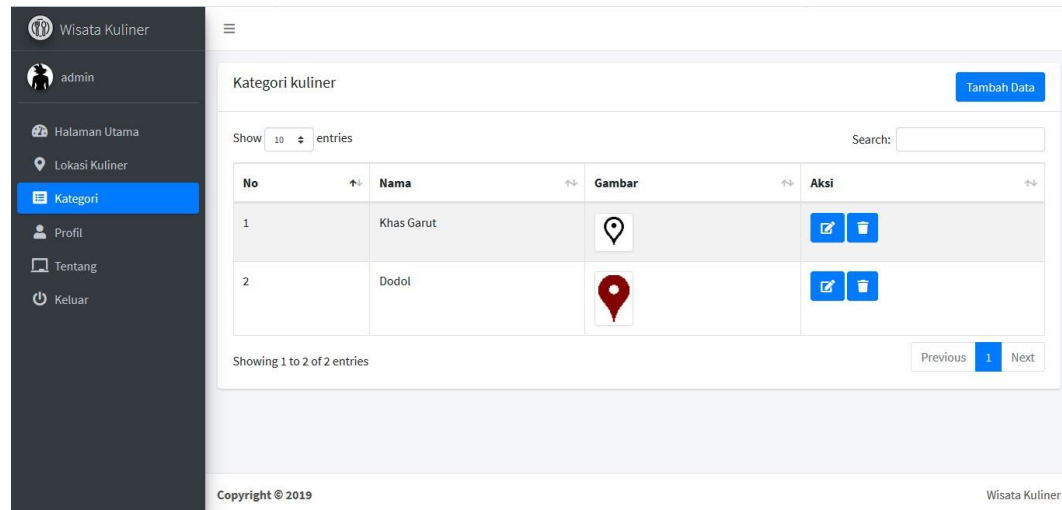 Wisata Kuliner
admin
Halaman Utama
Lokasi Kuliner
Kategori
Profil
Tentang
Keluar
Kategori kuliner
Tambah Data
Show 10 entries
Search:
No Nama Gambar Aksi
1 Khas Garut
2 Dodol
Showing 1 to 2 of 2 entries
Previous 1 Next
Copyright © 2019
Wisata Kuliner